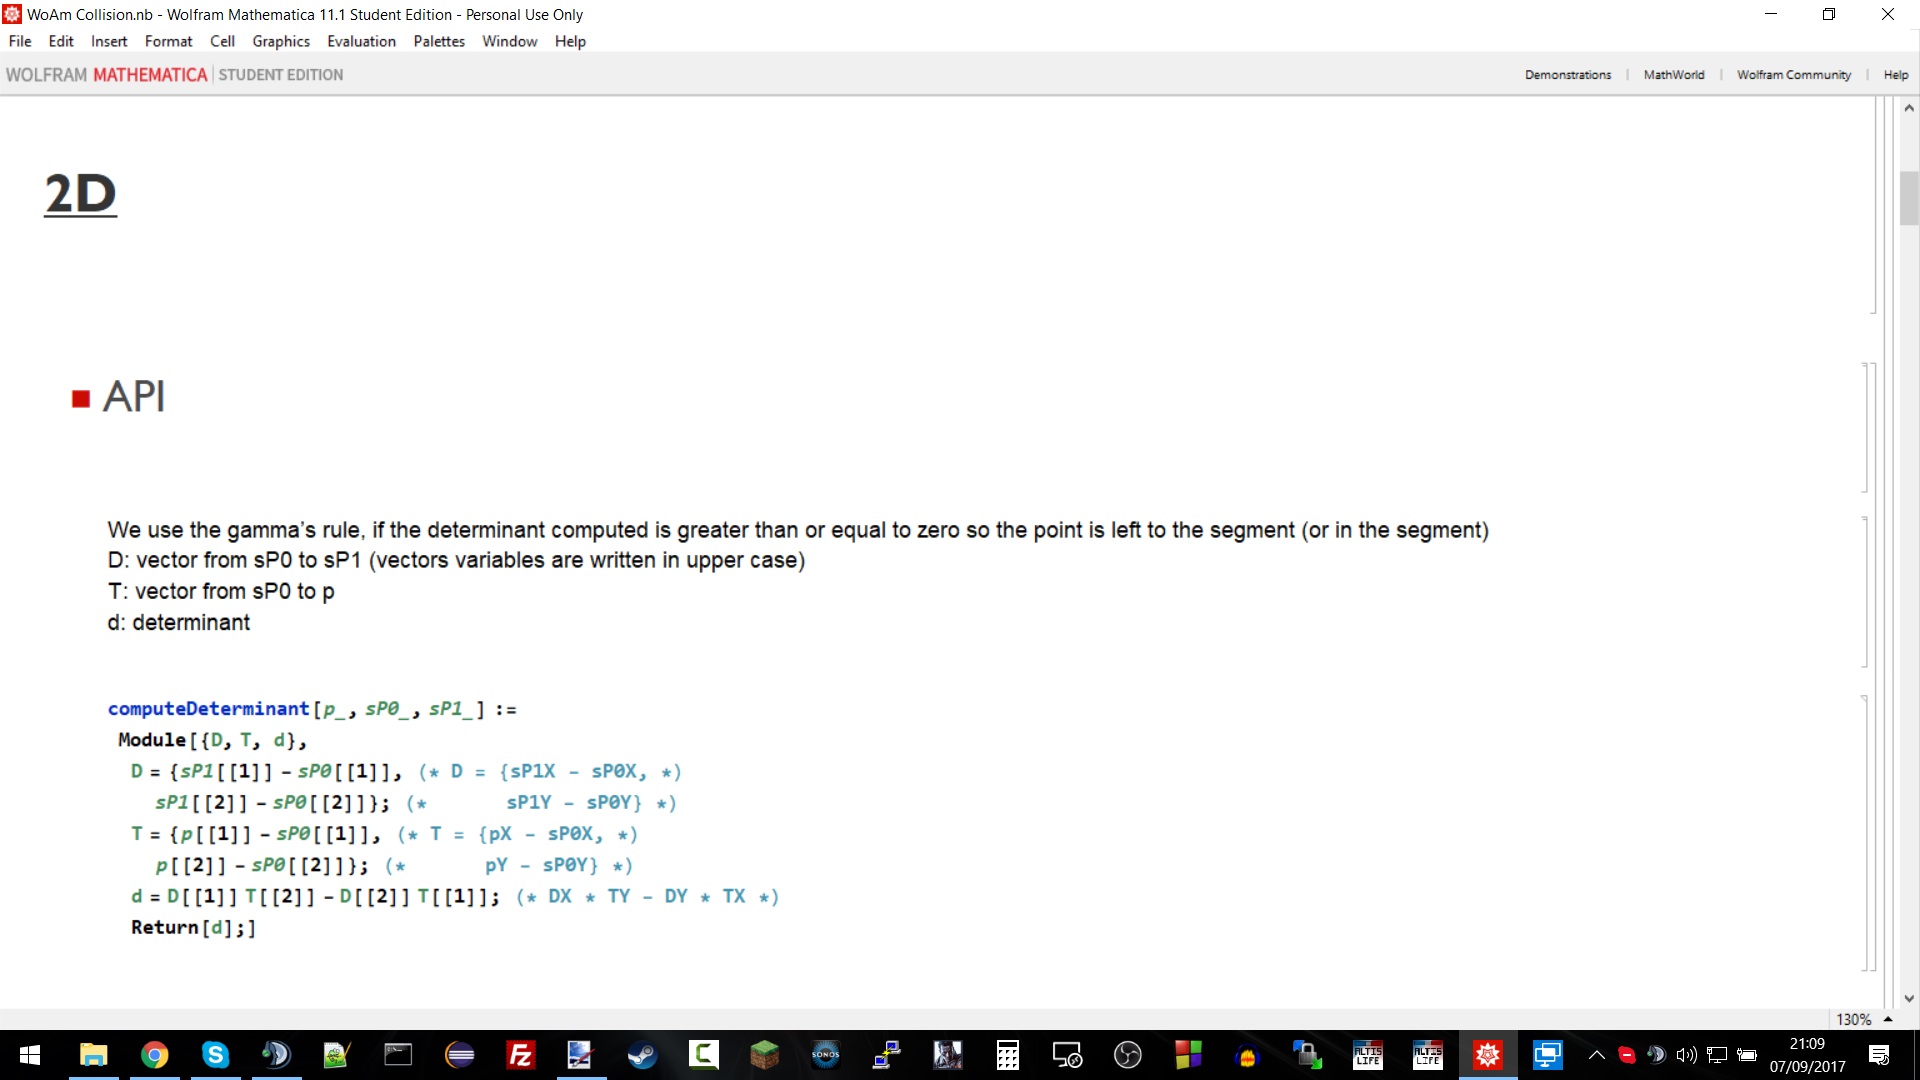 WoAm Collision.nb - Wolfram Mathematica 11.1 Student Edition - Personal Use Only
File Edit Insert Format Cell Graphics Evaluation Palettes Window Help
WOLFRAM MATHEMATICA | STUDENT EDITION
Demonstrations | MathWorld | Wolfram Community | Help
2D
API
We use the gamma's rule, if the determinant computed is greater than or equal to zero so the point is left to the segment (or in the segment)
D: vector from sP0 to sP1 (vectors variables are written in upper case)
T: vector from sP0 to p
d: determinant
computeDeterminant[p_, sP0_, sP1_] :=
Module[{D, T, d},
D = {sP1[[1]] - sP0[[1]], (* D = {sP1X - sP0X, *)
sP1[[2]] - sP0[[2]]}; (* sP1Y - sP0Y} *)
T = {p[[1]] - sP0[[1]], (* T = {pX - sP0X, *)
p[[2]] - sP0[[2]]}; (* pY - sP0Y} *)
d = D[[1]] T[[2]] - D[[2]] T[[1]]; (* DX * TY - DY * TX *)
Return[d];]
130%
SONOS
ALTIS LIFE
ALTIS LIFE
21:09
07/09/2017